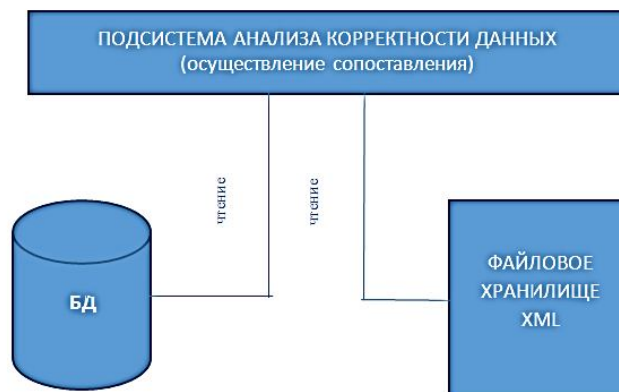 ПОДСИСТЕМА АНАЛИЗА КОРРЕКТНОСТИ ДАННЫХ
(осуществление сопоставления)
чтение
чтение
БД
ФАЙЛОВОЕ
ХРАНИЛИЩЕ
XML